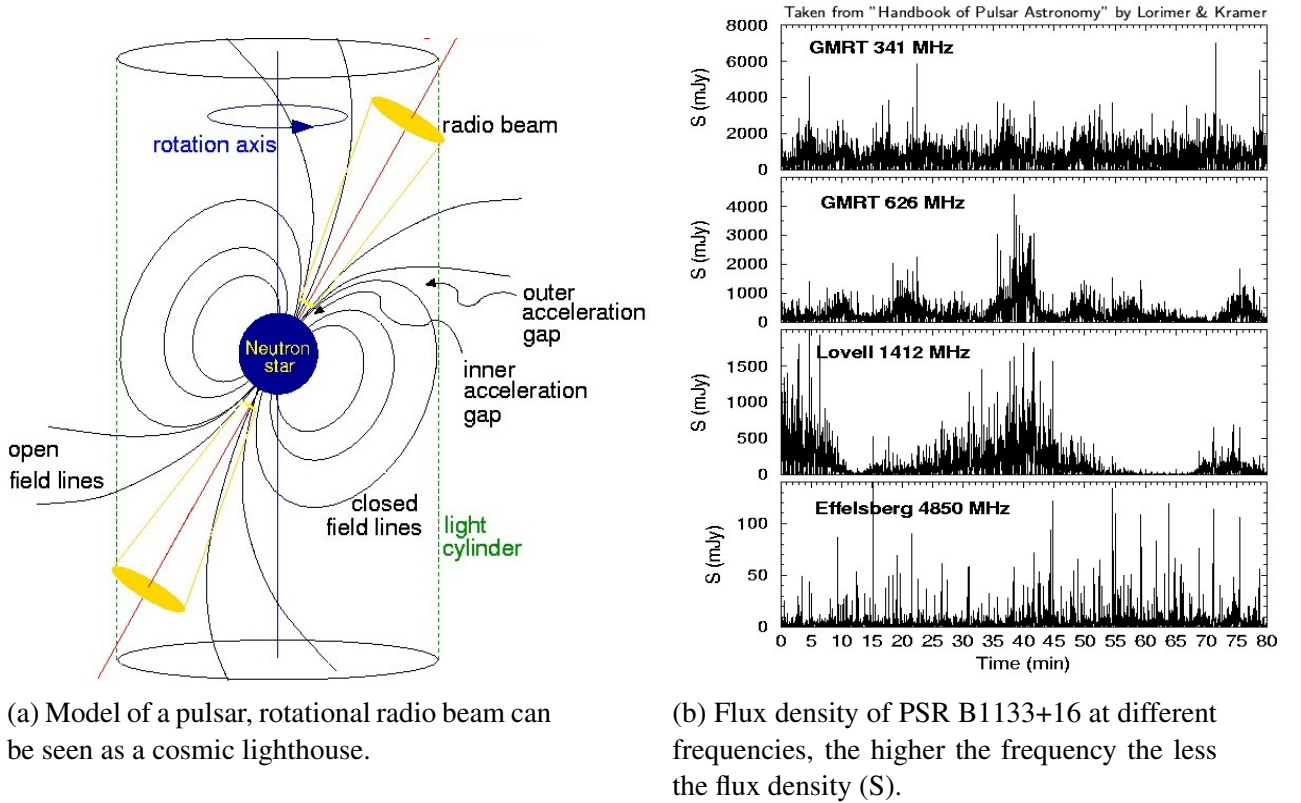 rotation axis
radio beam
outer
acceleration
gap
Neutron
star
inner
acceleration
gap
open
field lines
closed
field lines
light
cylinder
(a) Model of a pulsar, rotational radio beam can
be seen as a cosmic lighthouse.
Taken from "Handbook of Pulsar Astronomy" by Lorimer & Kramer
GMRT 341 MHz
S (mJy)
8000
6000
4000
2000
0
GMRT 626 MHz
S (mJy)
4000
3000
2000
1000
0
Lovell 1412 MHz
S (mJy)
1500
1000
500
0
Effelsberg 4850 MHz
S (mJy)
100
50
0
0 5 10 15 20 25 30 35 40 45 50 55 60 65 70 75 80
Time (min)
(b) Flux density of PSR B1133+16 at different
frequencies, the higher the frequency the less
the flux density (S).